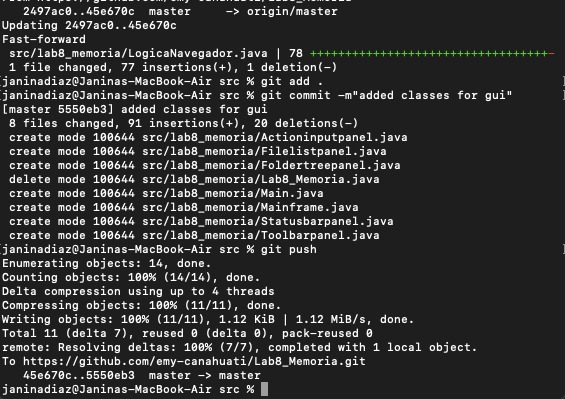 2497ac0..45e670c  master     -> origin/master
Updating 2497ac0..45e670c
Fast-forward
 src/lab8_memoria/LogicaNavegador.java | 78 +++++++++++++++++++++++++++++++++-
 1 file changed, 77 insertions(+), 1 deletion(-)
[janinadiaz@Janinas-MacBook-Air src % git add .
[janinadiaz@Janinas-MacBook-Air src % git commit -m"added classes for gui"
[master 5550eb3] added classes for gui
 8 files changed, 91 insertions(+), 20 deletions(-)
 create mode 100644 src/lab8_memoria/Actioninputpanel.java
 create mode 100644 src/lab8_memoria/Filelistpanel.java
 create mode 100644 src/lab8_memoria/Foldertreepanel.java
 delete mode 100644 src/lab8_memoria/Lab8_Memoria.java
 create mode 100644 src/lab8_memoria/Main.java
 create mode 100644 src/lab8_memoria/Mainframe.java
 create mode 100644 src/lab8_memoria/Statusbarpanel.java
 create mode 100644 src/lab8_memoria/Toolbarpanel.java
[janinadiaz@Janinas-MacBook-Air src % git push
Enumerating objects: 14, done.
Counting objects: 100% (14/14), done.
Delta compression using up to 4 threads
Compressing objects: 100% (11/11), done.
Writing objects: 100% (11/11), 1.12 KiB | 1.12 MiB/s, done.
Total 11 (delta 7), reused 0 (delta 0), pack-reused 0
remote: Resolving deltas: 100% (7/7), completed with 1 local object.
To https://github.com/emy-canahuati/Lab8_Memoria.git
   45e670c..5550eb3  master -> master
janinadiaz@Janinas-MacBook-Air src %